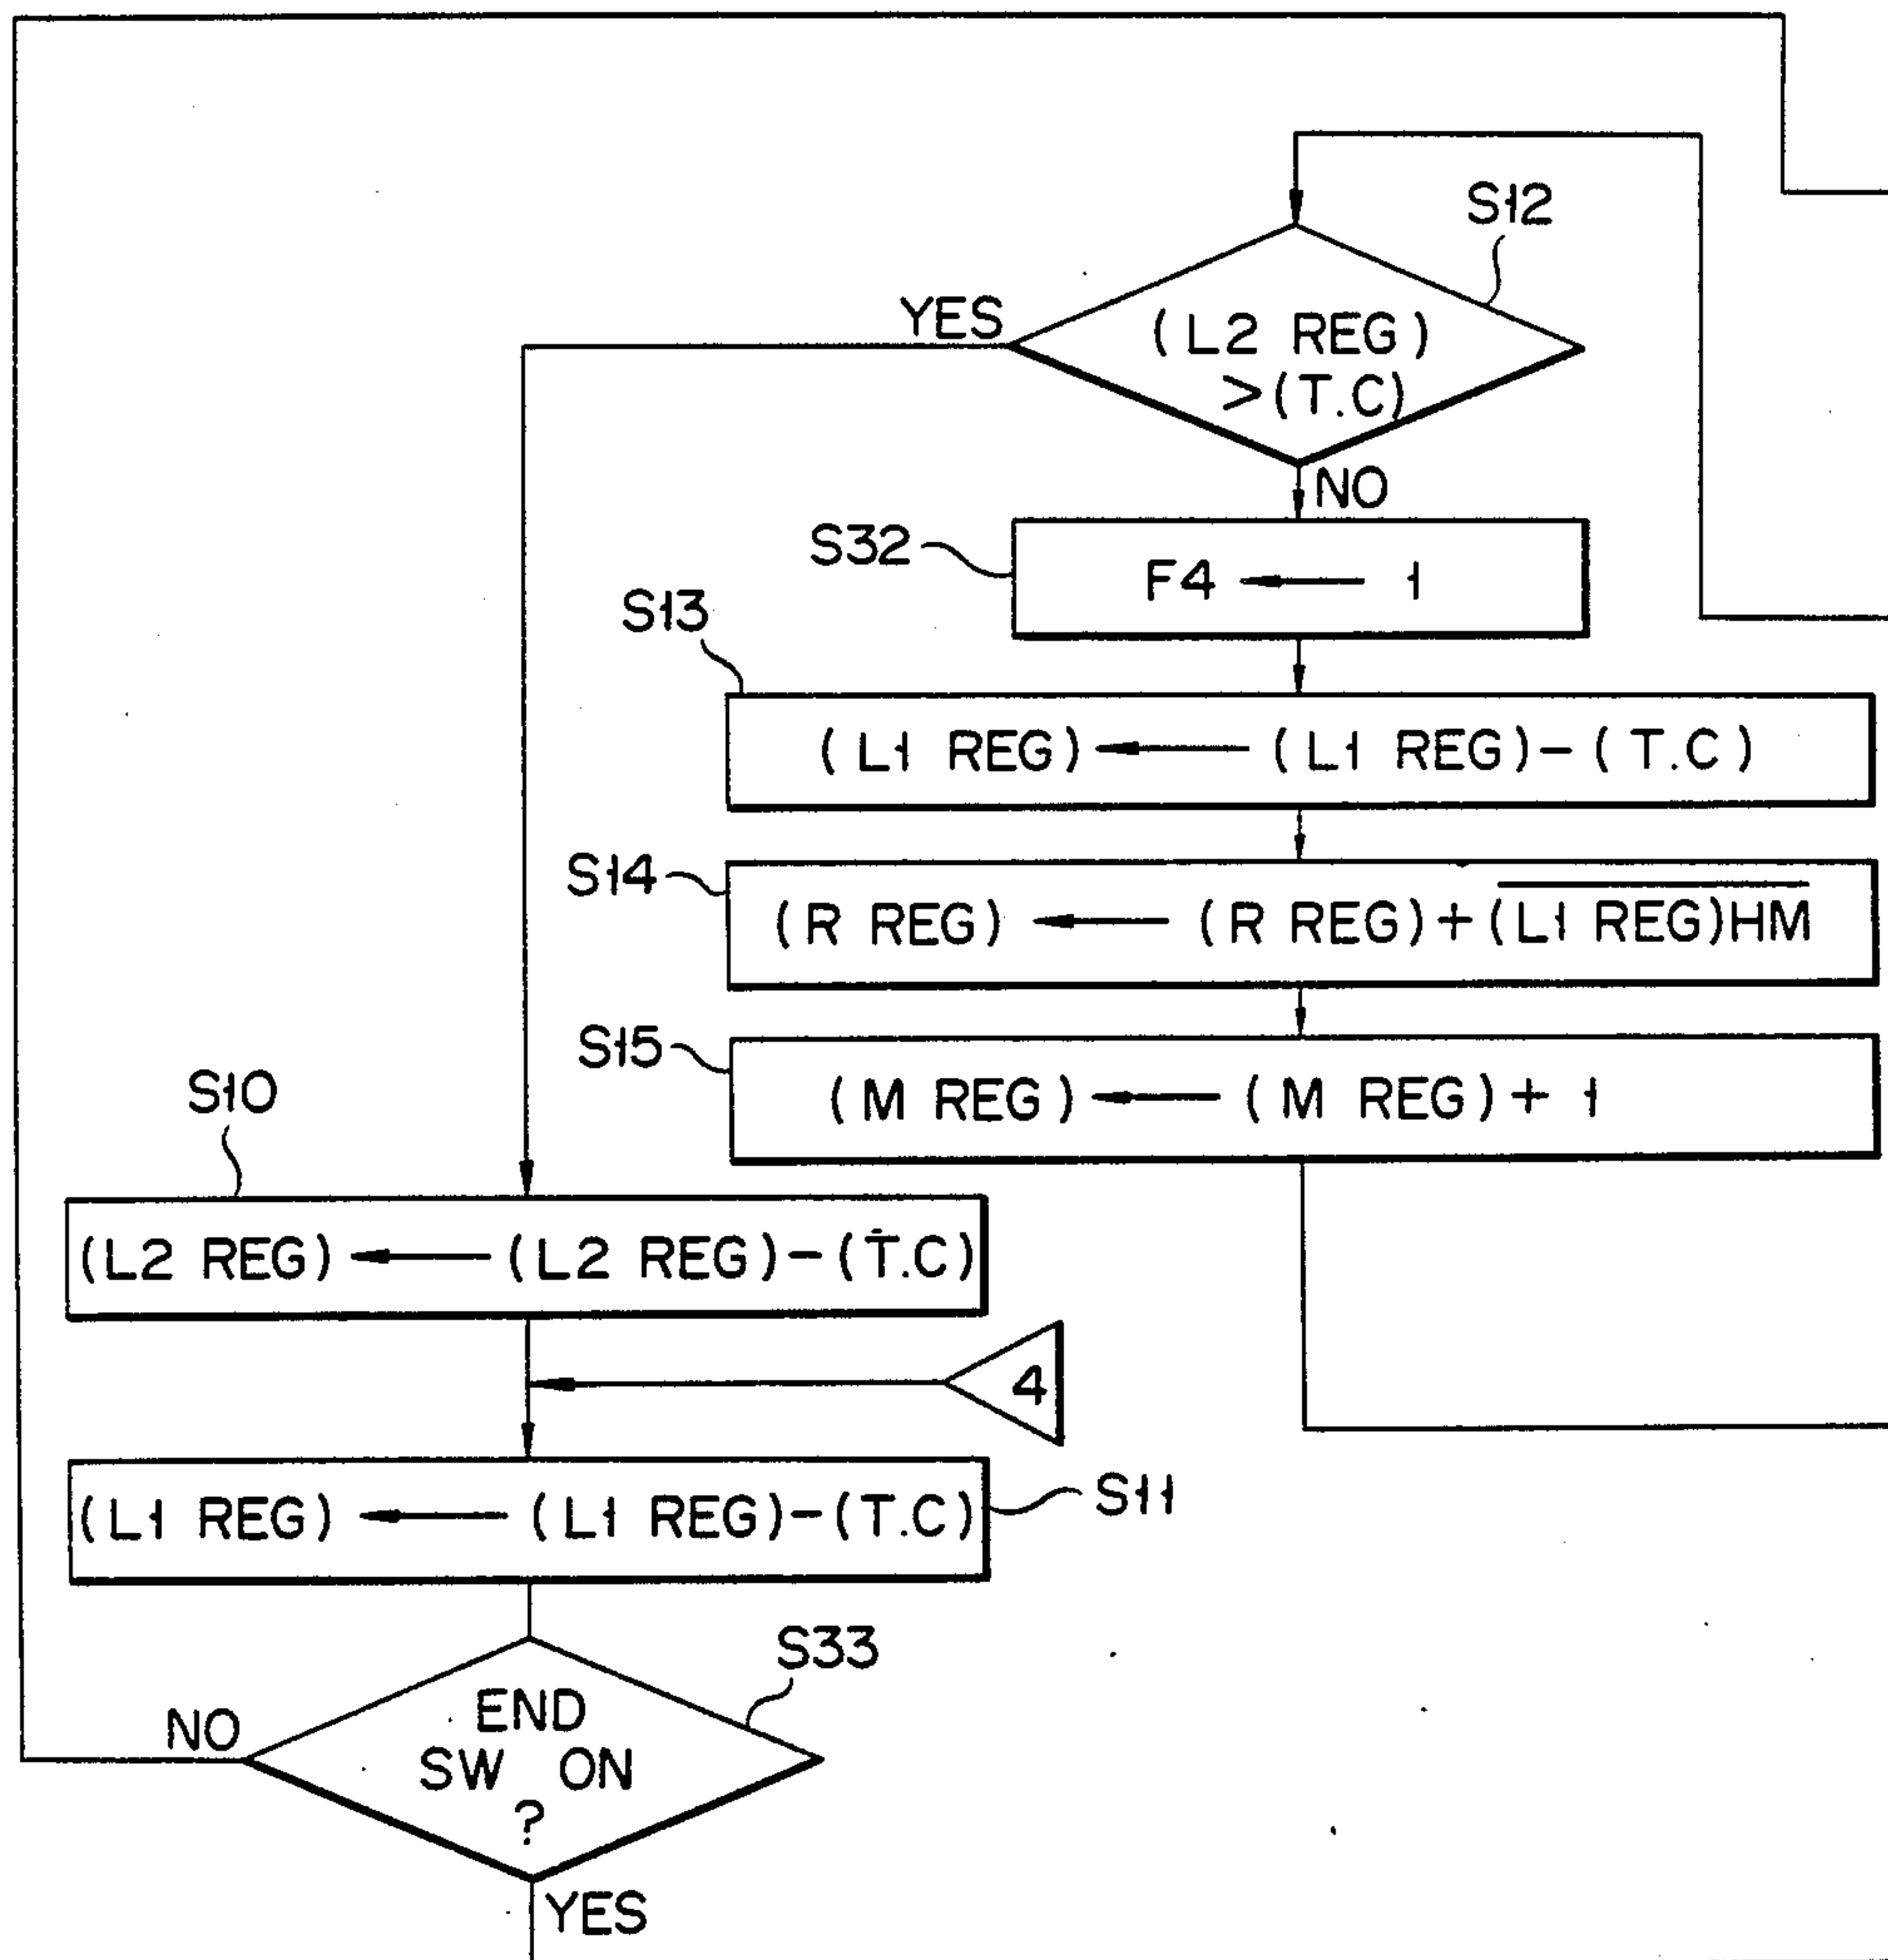 S12
YES
( L2 REG )
>(T.C)
NO
S32
F4 ← 1
S13
( L1 REG ) ← ( L1 REG ) – ( T.C )
S14
( R REG ) ← ( R REG ) + (L1 REG)HM
S15
( M REG ) ← ( M REG ) + 1
S10
(L2 REG) ← (L2 REG) – (T.C)
4
(L1 REG) ← (L1 REG) – (T.C)
S11
S33
NO
END
SW ON
?
YES